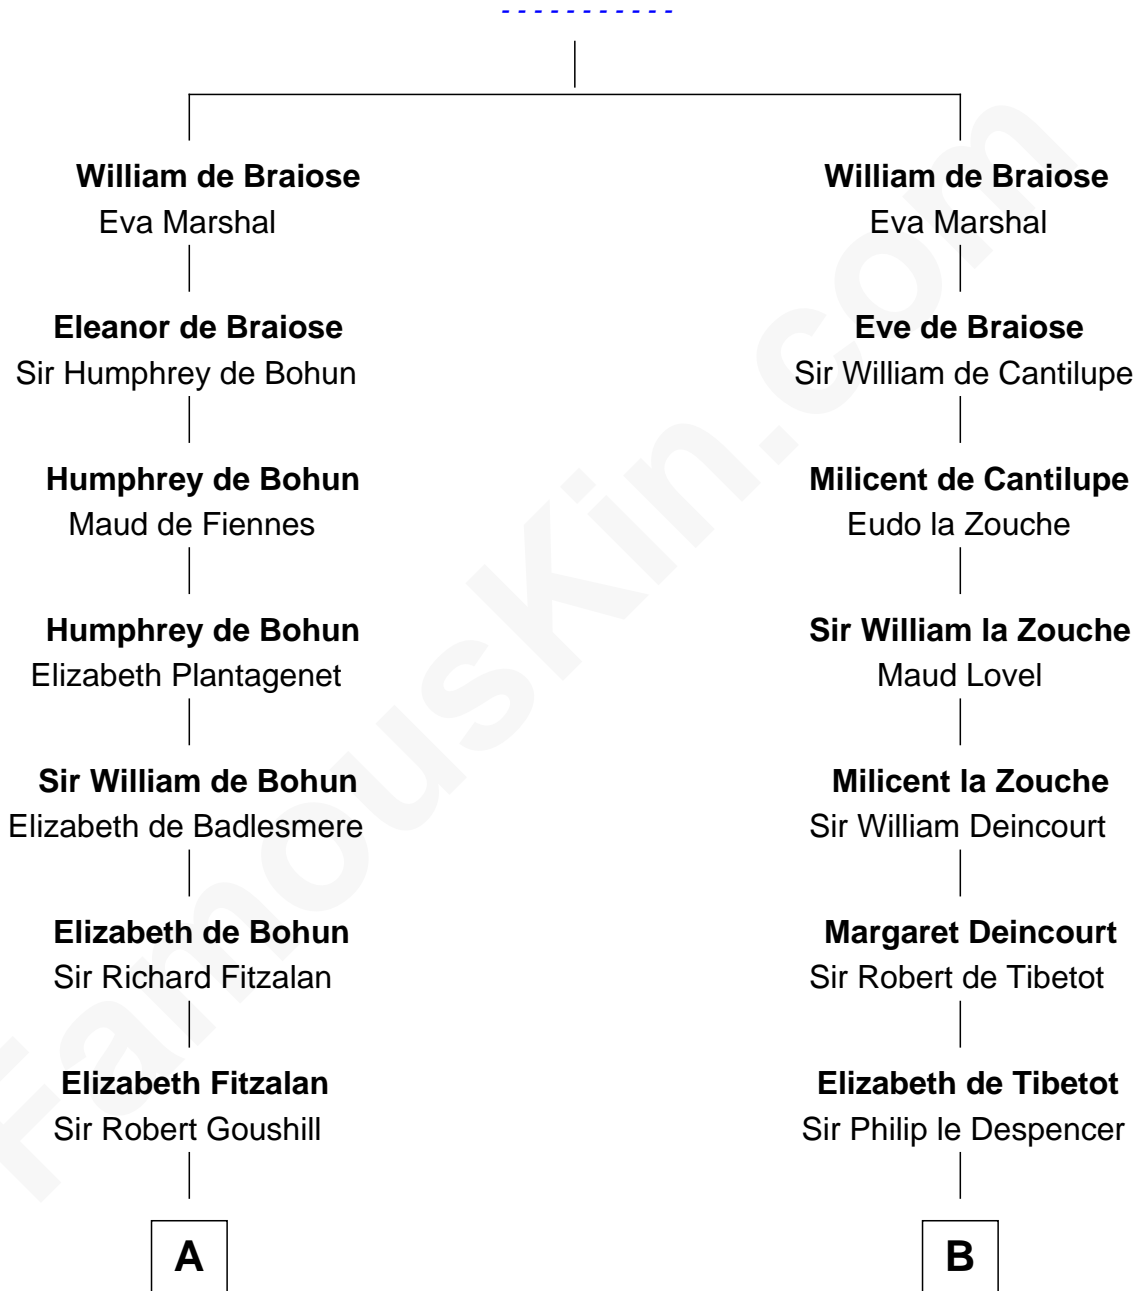 - - - - - - - - - - -
William de Braiose
Eva Marshal
Eleanor de Braiose
Sir Humphrey de Bohun
Humphrey de Bohun
Maud de Fiennes
Humphrey de Bohun
Elizabeth Plantagenet
Sir William de Bohun
Elizabeth de Badlesmere
Elizabeth de Bohun
Sir Richard Fitzalan
Elizabeth Fitzalan
Sir Robert Goushill
A
William de Braiose
Eva Marshal
Eve de Braiose
Sir William de Cantilupe
Milicent de Cantilupe
Eudo la Zouche
Sir William la Zouche
Maud Lovel
Milicent la Zouche
Sir William Deincourt
Margaret Deincourt
Sir Robert de Tibetot
Elizabeth de Tibetot
Sir Philip le Despencer
B
FamousKin.com